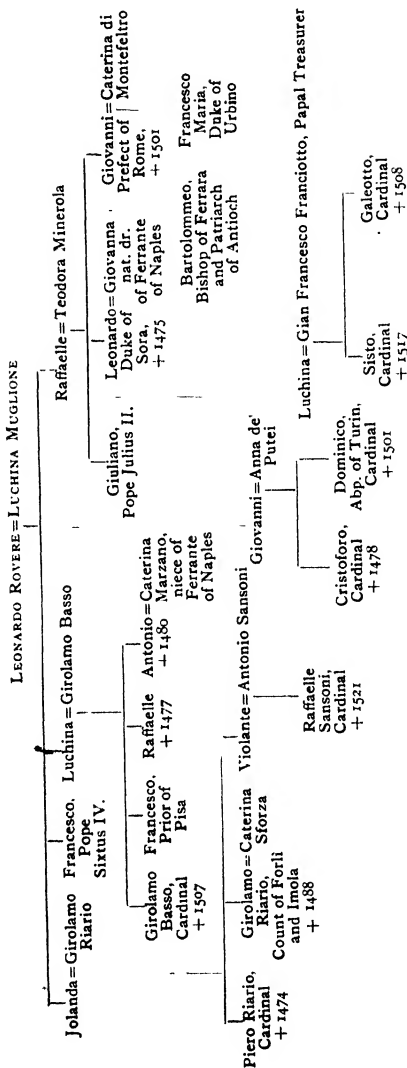 LEONARDO ROVERE=LUCHINA MUGLIONE
Jolanda=Girolamo
Riario
Francesco.
Pope
Sixtus IV.
Luchina=Girolamo Basso
Raffaelle=Teodora Minerola
Girolamo
Basso,
Cardinal
+ 1507
Francesco,
Prior of
Pisa
Raffaelle
+ 1477
Antonio=Caterina
+ 1480
Marzano,
niece of
Ferrante
of Naples
Giuliano,
Pope Julius II.
Leonardo=Giovanna
Duke of
Sora,
+ 1475
nat. dr.
of Ferrante
of Naples
Giovanni=Caterina di
Prefect of
Rome,
+ 1501
Montefeltro
Bartolommeo,
Bishop of Ferrara
and Patriarch
of Antioch
Francesco
Maria,
Duke of
Urbino
Piero Riario,
Cardinal
+ 1474
Girolamo=Caterina
Riario,
Sforza
Count of Forli
and Imola
+ 1488
Violante=Antonio Sansoni
Raffaelle
Sansoni,
Cardinal
+ 1521
Giovanni=Anna de'
Putei
Cristoforo,
Cardinal
+ 1478
Dominico,
Abp. of Turin,
Cardinal
+ 1501
Luchina=Gian Francesco Franciotto, Papal Treasurer
Sisto,
Cardinal
+ 1517
Galeotto,
Cardinal
+ 1508